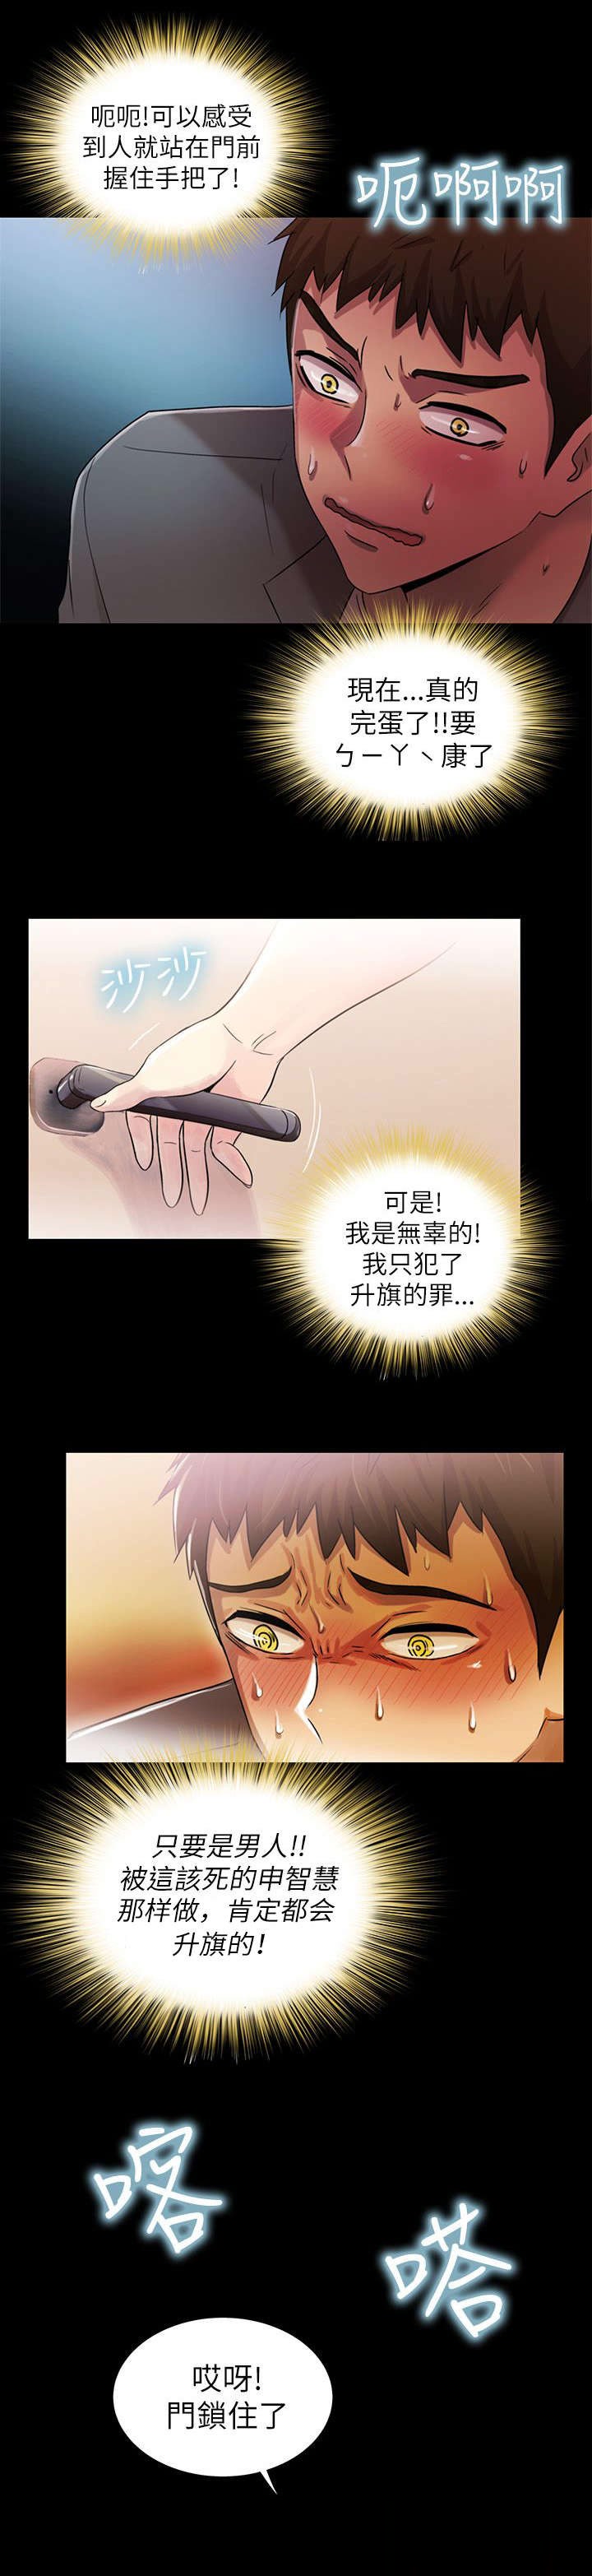 呃呃!可以感受
到人就站在門前
握住手把了!
呃啊啊
現在...真的
完蛋了!!要
ㄅㄧㄚヽ康了
沙沙
可是!
我是無辜的!
我只犯了
升旗的罪...
只要是男人!!
被這該死的申智慧
那样做，肯定都会
升旗的!
喀
嗒
哎呀!
門鎖住了